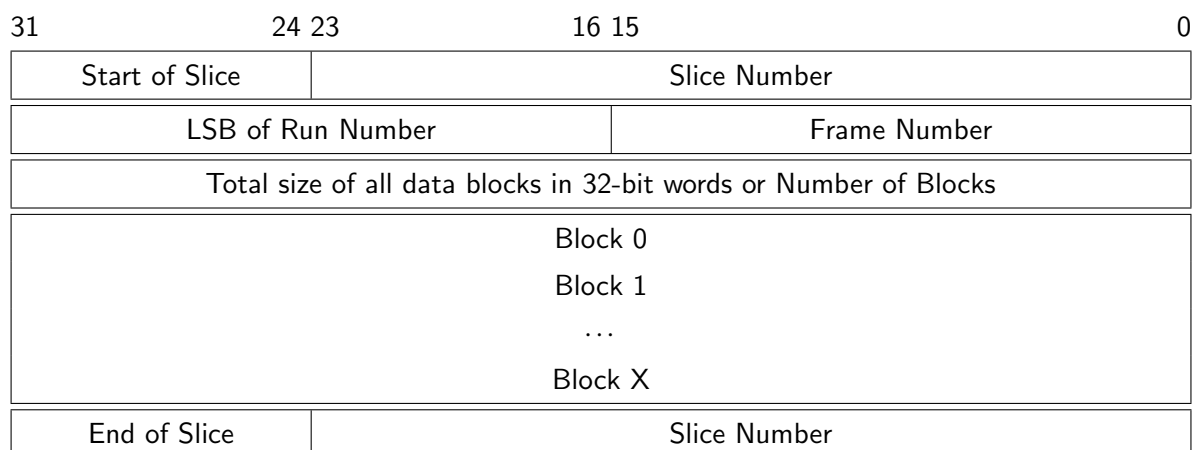 31 24 23 16 15 0
Start of Slice Slice Number
LSB of Run Number Frame Number
Total size of all data blocks in 32-bit words or Number of Blocks
Block 0
Block 1
...
Block X
End of Slice Slice Number